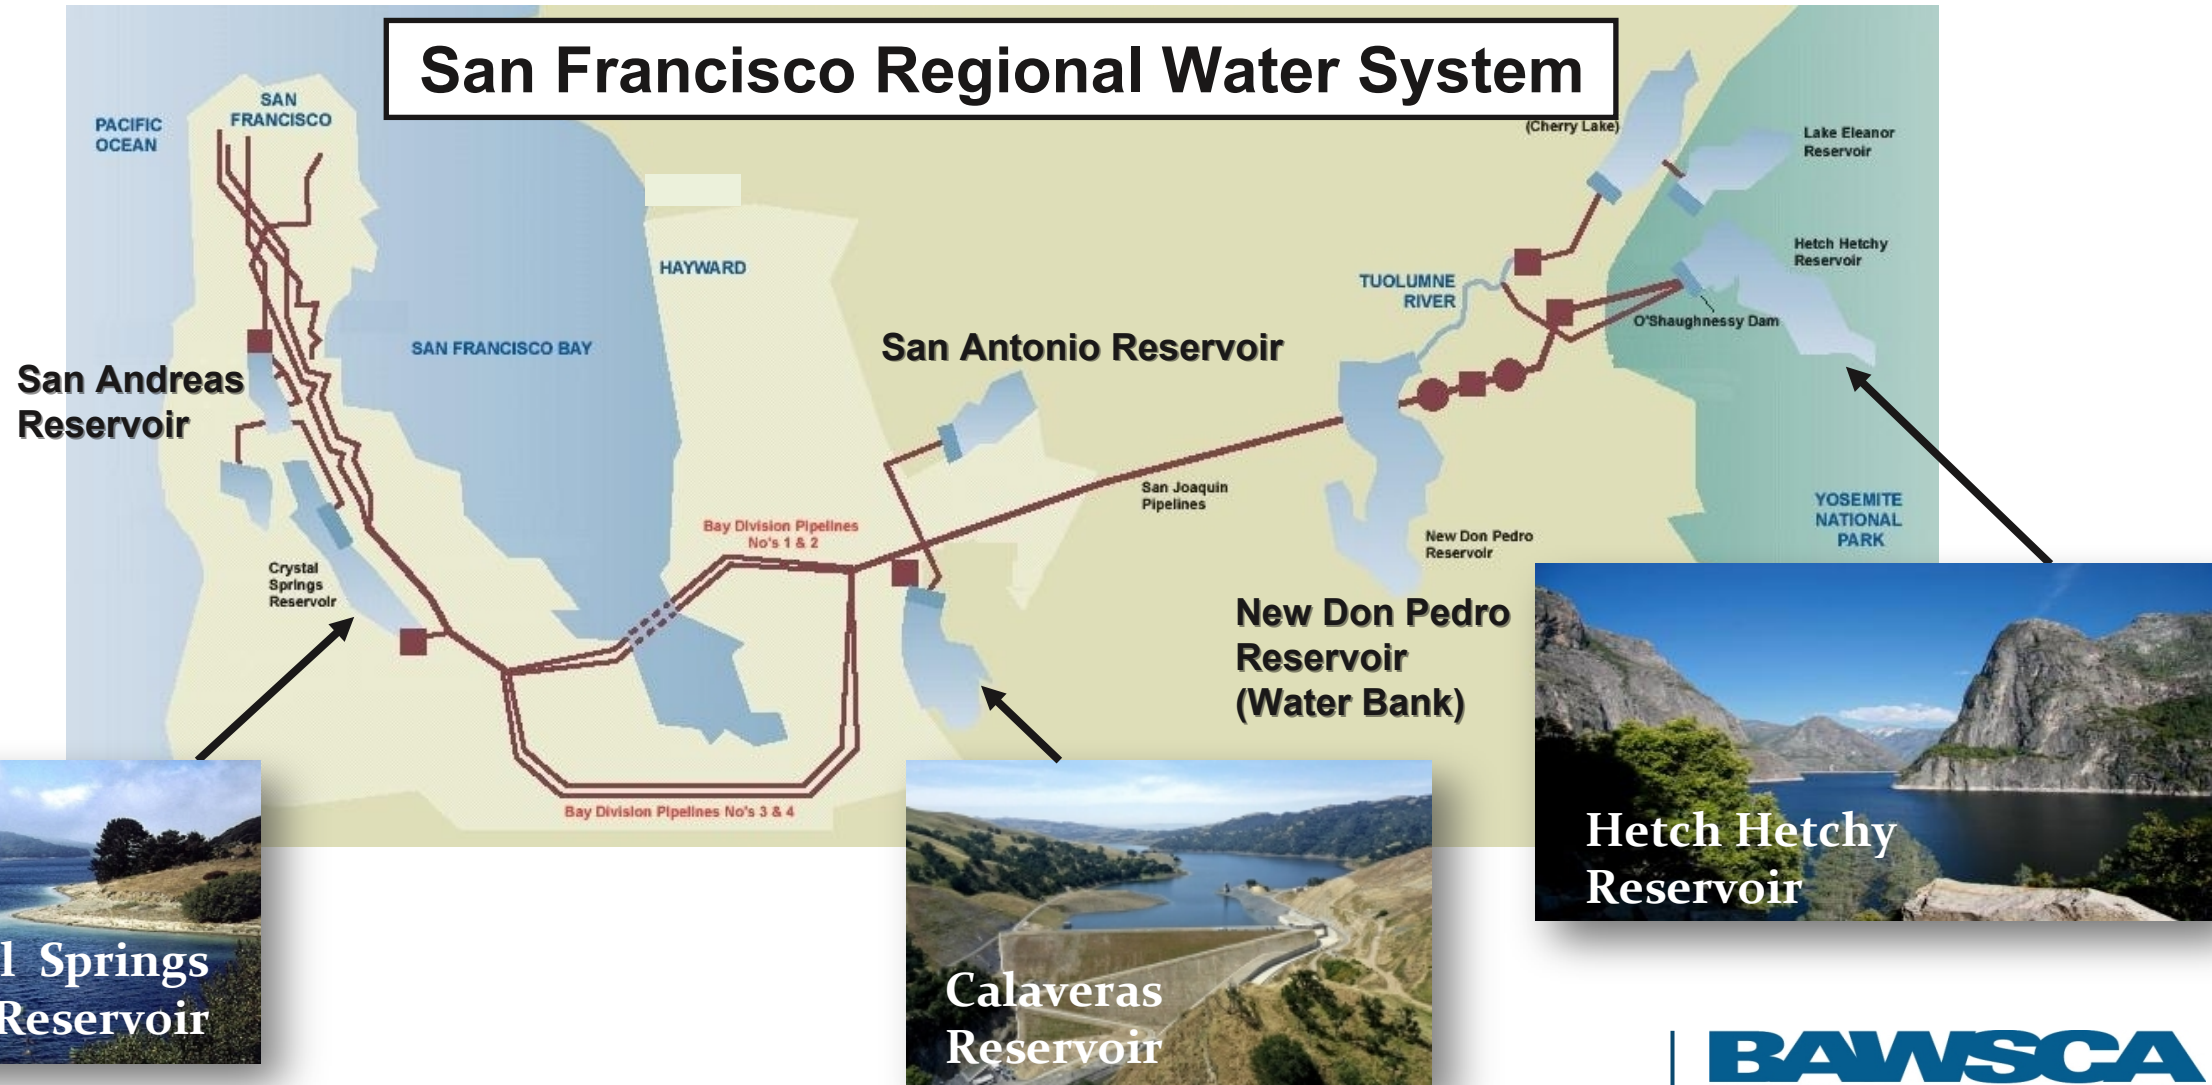 San Francisco Regional Water System
PACIFIC
OCEAN
SAN
FRANCISCO
(Cherry Lake)
Lake Eleanor
Reservoir
Hetch Hetchy
Reservoir
HAYWARD
TUOLUMNE
RIVER
O'Shaughnessy Dam
SAN FRANCISCO BAY
San Antonio Reservoir
San Andreas
Reservoir
San Joaquin
Pipelines
YOSEMITE
NATIONAL
PARK
Bay Division Pipelines
No's 1 & 2
New Don Pedro
Reservoir
Crystal
Springs
Reservoir
New Don Pedro
Reservoir
(Water Bank)
Bay Division Pipelines No's 3 & 4
Hetch Hetchy
Reservoir
l Springs
Reservoir
Calaveras
Reservoir
BAWSCA